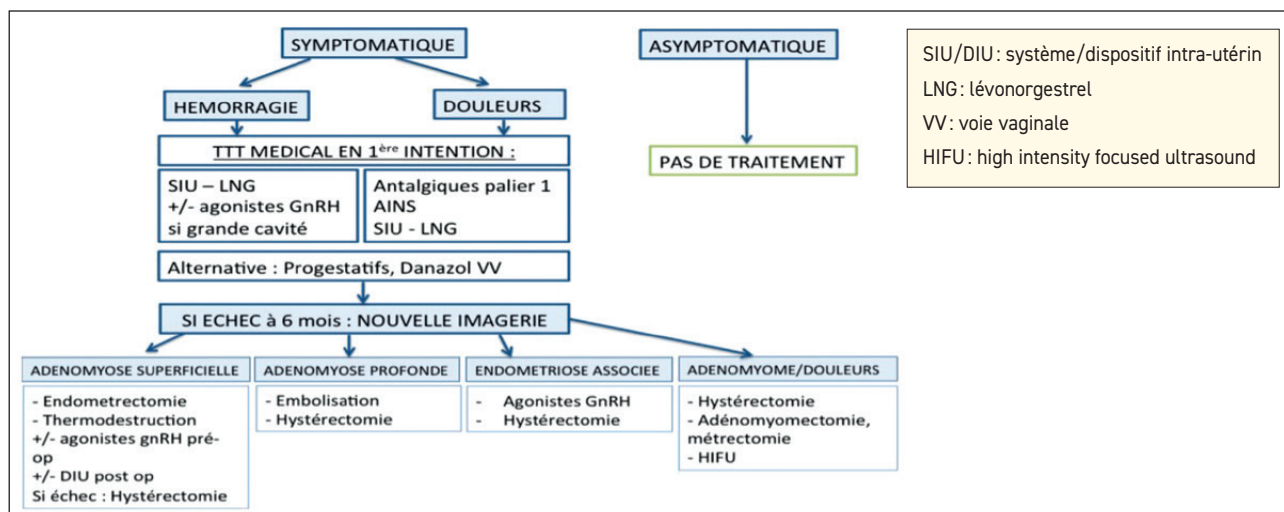 SYMPTOMATIQUE
ASYMPTOMATIQUE
SIU/DIU : système/dispositif intra-utérin
LNG : lévonorgestrel
VV : voie vaginale
HIFU : high intensity focused ultrasound
HEMORRAGIE
DOULEURS
TTT MEDICAL EN 1ère INTENTION :
PAS DE TRAITEMENT
SIU – LNG
+/- agonistes GnRH
si grande cavité
Antalgiques palier 1
AINS
SIU - LNG
Alternative : Progestatifs, Danazol VV
SI ECHEC à 6 mois : NOUVELLE IMAGERIE
ADENOMYOSE SUPERFICIELLE
- Endometrectomie
- Thermodestruction
+/- agonistes gnRH pré-
op
+/- DIU post op
Si échec : Hystérectomie
ADENOMYOSE PROFONDE
- Embolisation
- Hystérectomie
ENDOMETRIOSE ASSOCIEE
- Agonistes GnRH
- Hystérectomie
ADENOMYOME/DOULEURS
- Hystérectomie
- Adénomyomectomie,
métrectomie
- HIFU